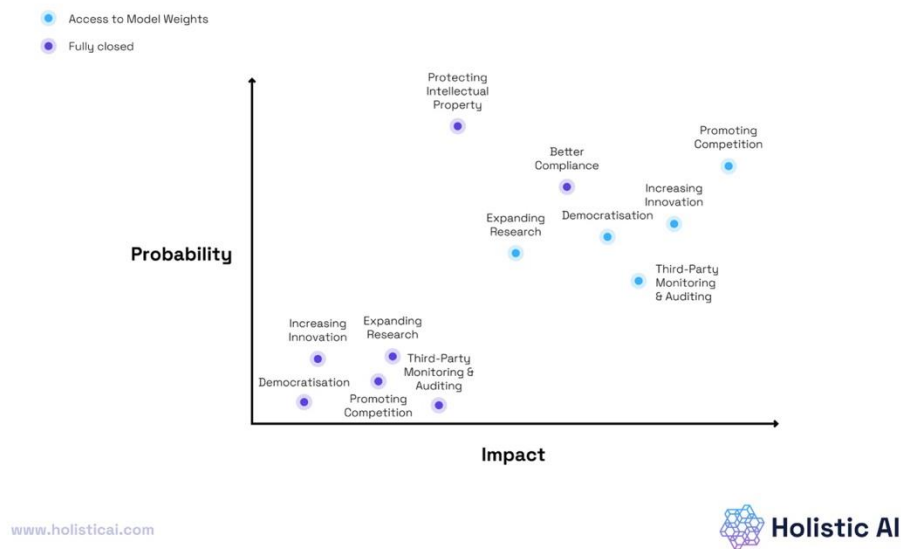 Access to Model Weights
Fully closed
Protecting
Intellectual
Property
Promoting
Competition
Better
Compliance
Increasing
Innovation
Expanding
Research
Democratisation
Probability
Third-Party
Monitoring
& Auditing
Increasing
Innovation
Expanding
Research
Third-Party
Monitoring &
Auditing
Democratisation
Promoting
Competition
Impact
www.holisticai.com
Holistic AI